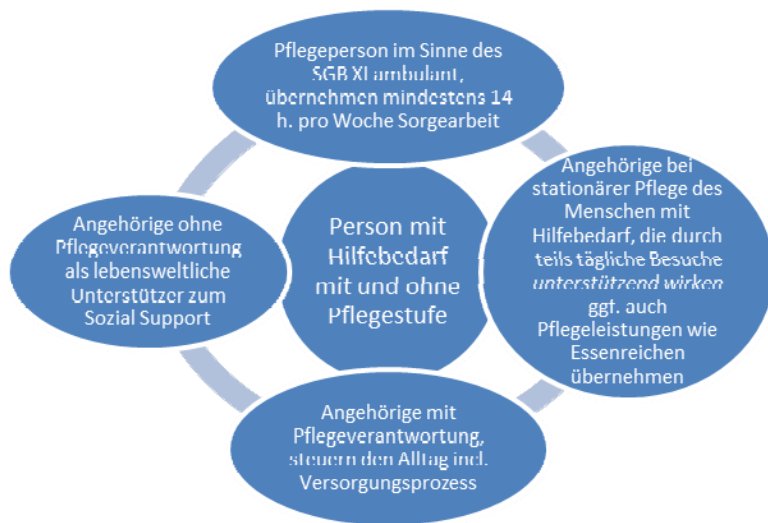 Pflegeperson im Sinne des
SGB XI ambulant,
übernehmen mindestens 14
h. pro Woche Sorgearbeit
Angehörige bei
stationärer Pflege des
Menschen mit
Hilfebedarf, die durch
teils tägliche Besuche
unterstützend wirken
ggf. auch
Pflegeleistungen wie
Essenreichen
übernehmen
Person mit
Hilfebedarf
mit und ohne
Pflegestufe
Angehörige ohne
Pflegeverantwortung
als lebensweltliche
Unterstützer zum
Sozial Support
Angehörige mit
Pflegeverantwortung,
steuern den Alltag incl.
Versorgungsprozess